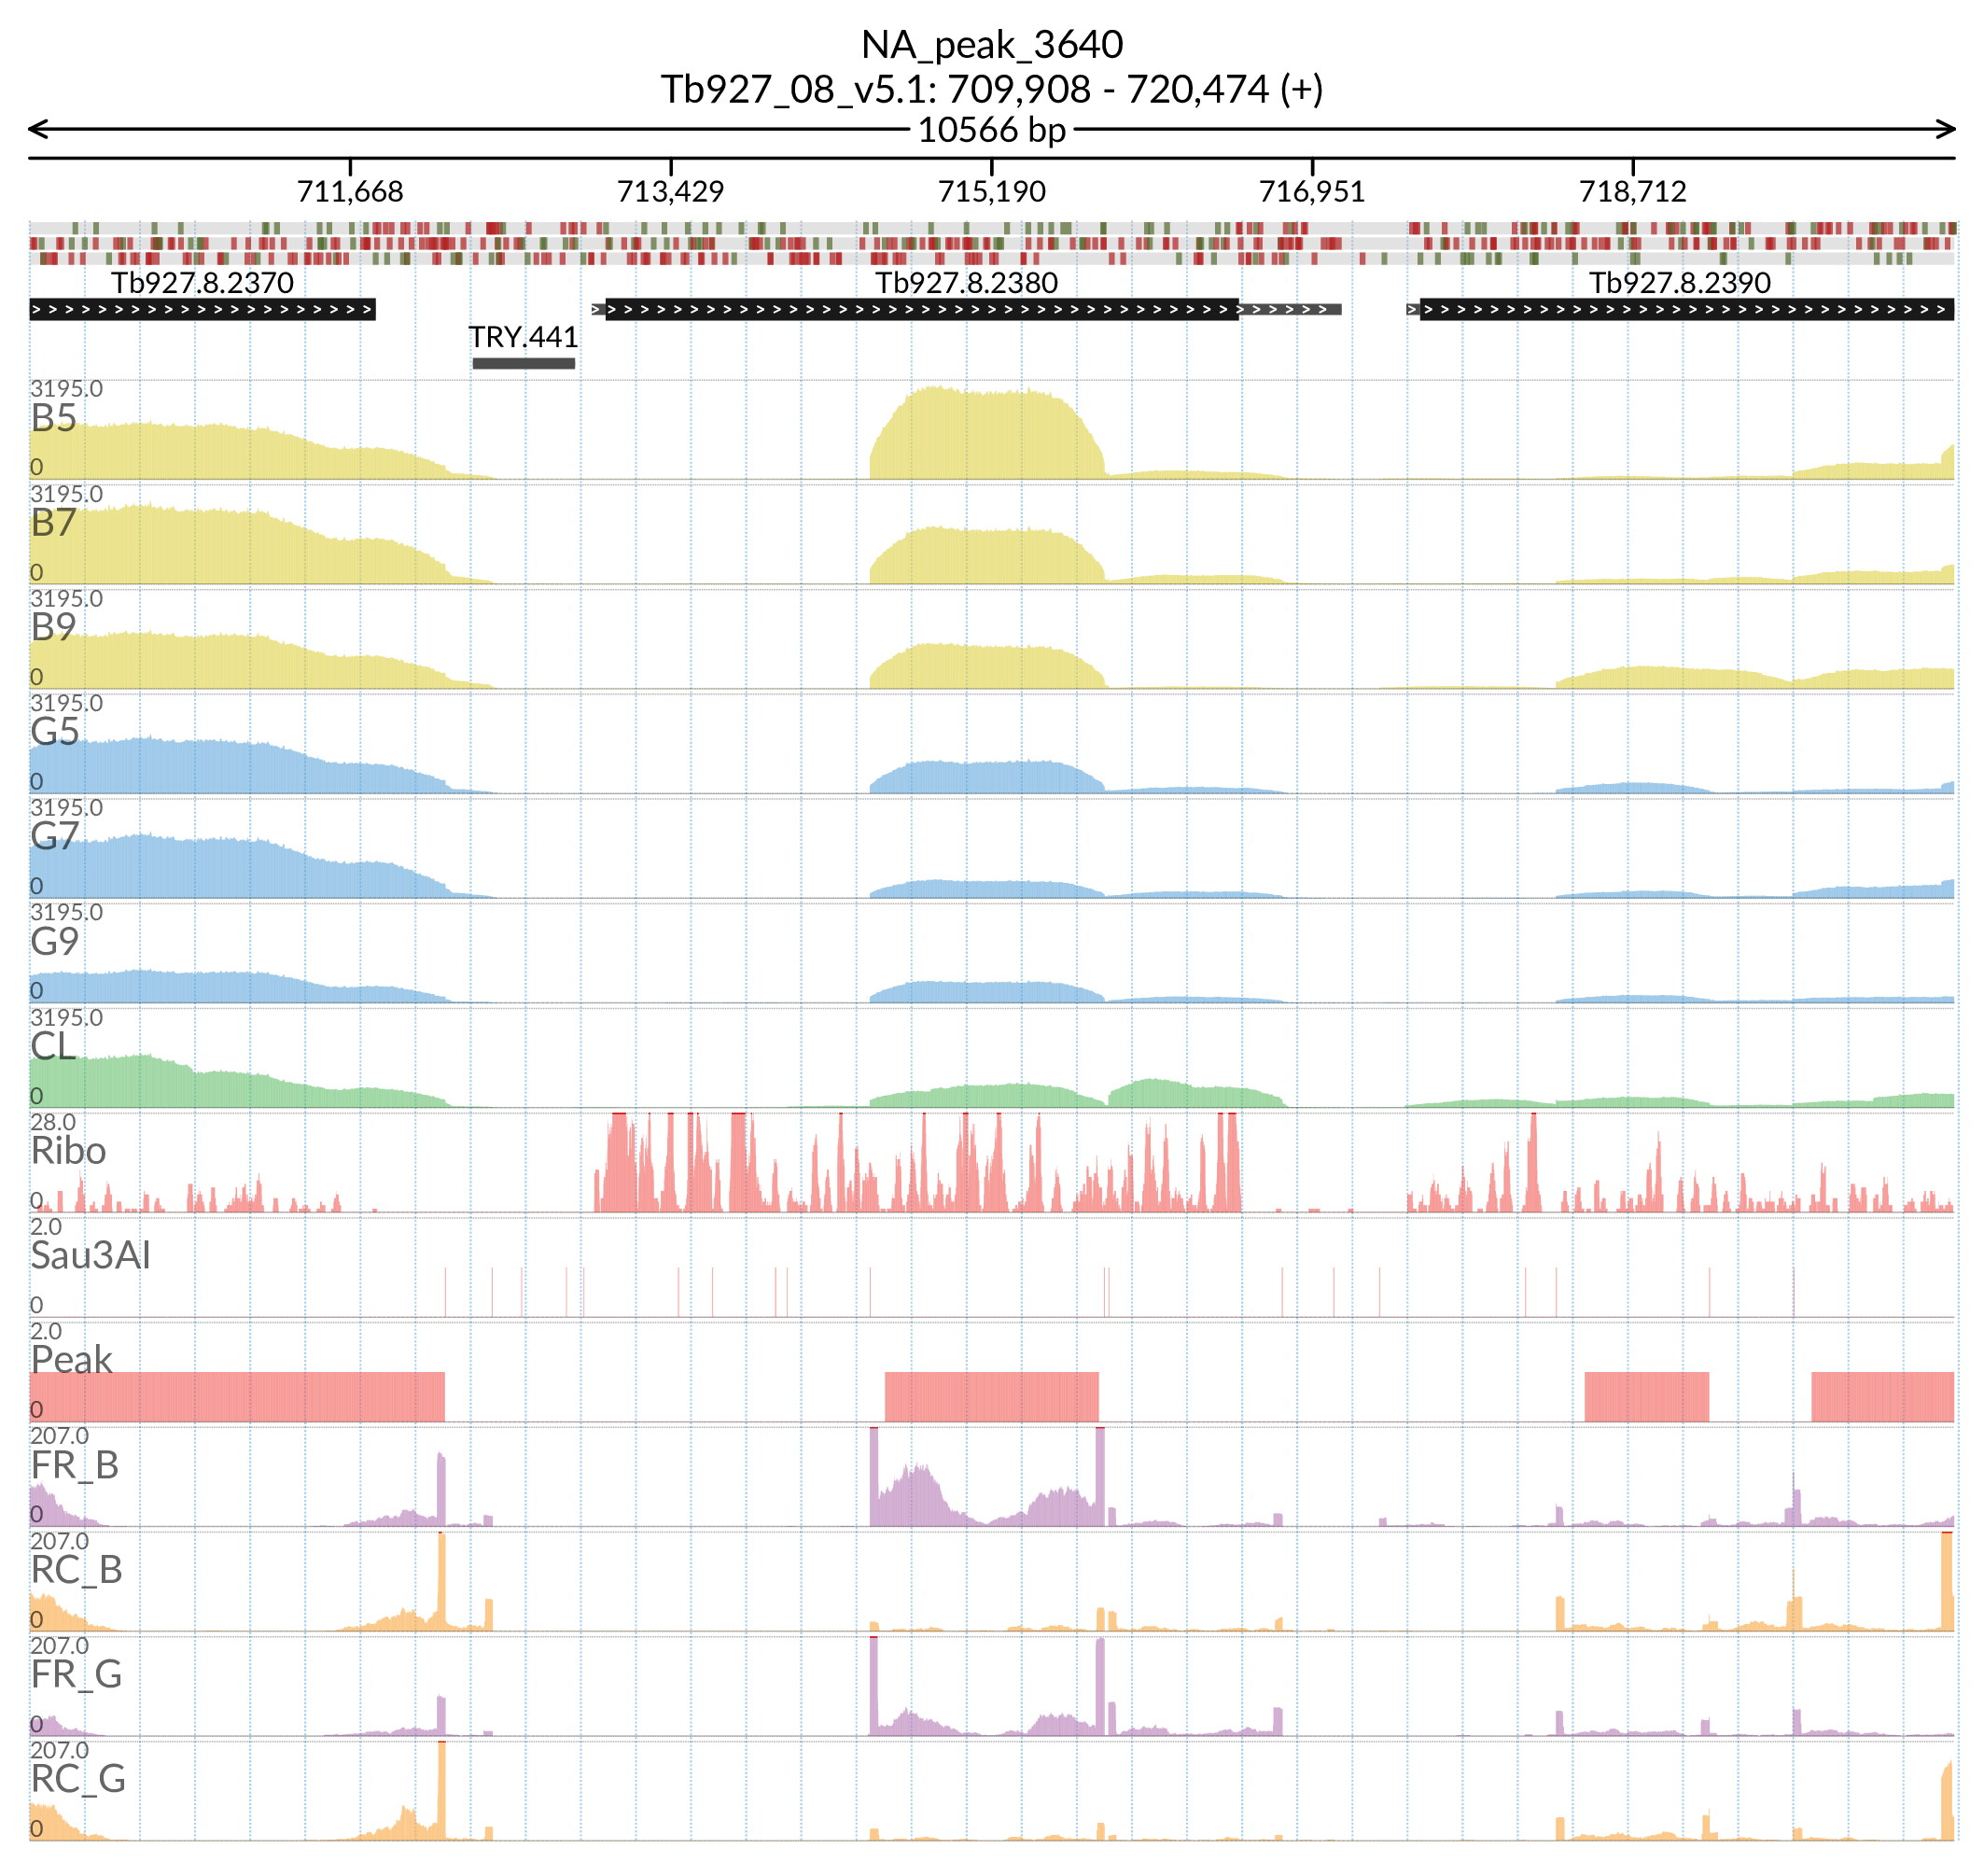 NA_peak_3640
Tb927_08_v5.1: 709,908 - 720,474 (+)
10566 bp
711,668 713,429 715,190 716,951 718,712
Tb927.8.2370 Tb927.8.2380 Tb927.8.2390
TRY.441
3195.0
B5
0
3195.0
B7
0
3195.0
B9
0
3195.0
G5
0
3195.0
G7
0
3195.0
G9
0
3195.0
CL
0
28.0
Ribo
0
2.0
Sau3AI
0
2.0
Peak
0
207.0
FR_B
0
207.0
RC_B
0
207.0
FR_G
0
207.0
RC_G
0